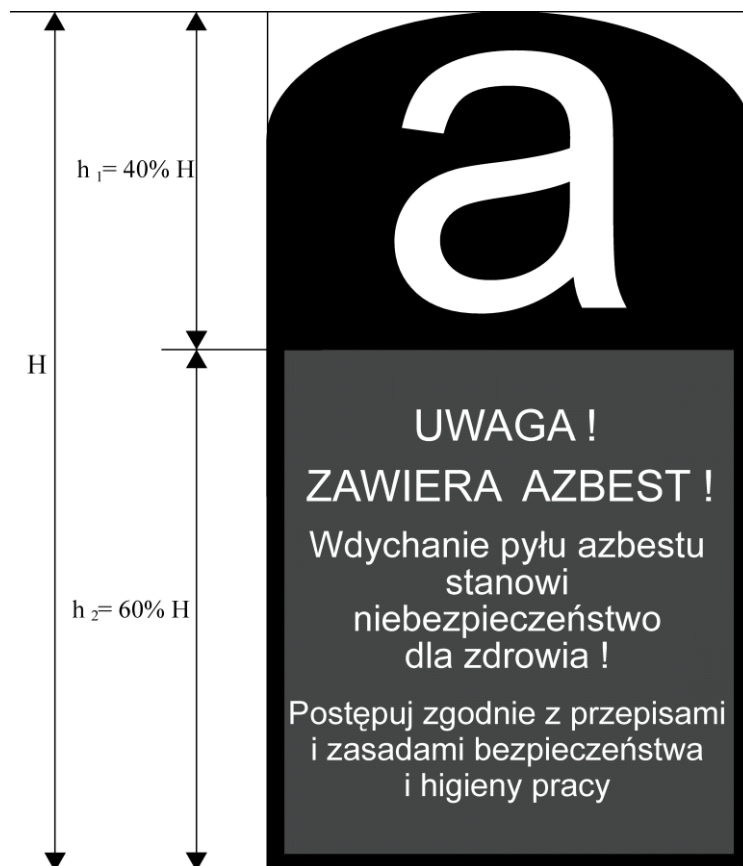 a
h 1= 40% H
H
h 2= 60% H
UWAGA !
ZAWIERA AZBEST !
Wdychanie pyłu azbestu
stanowi
niebezpieczeństwo
dla zdrowia !
Postępuj zgodnie z przepisami
i zasadami bezpieczeństwa
i higieny pracy